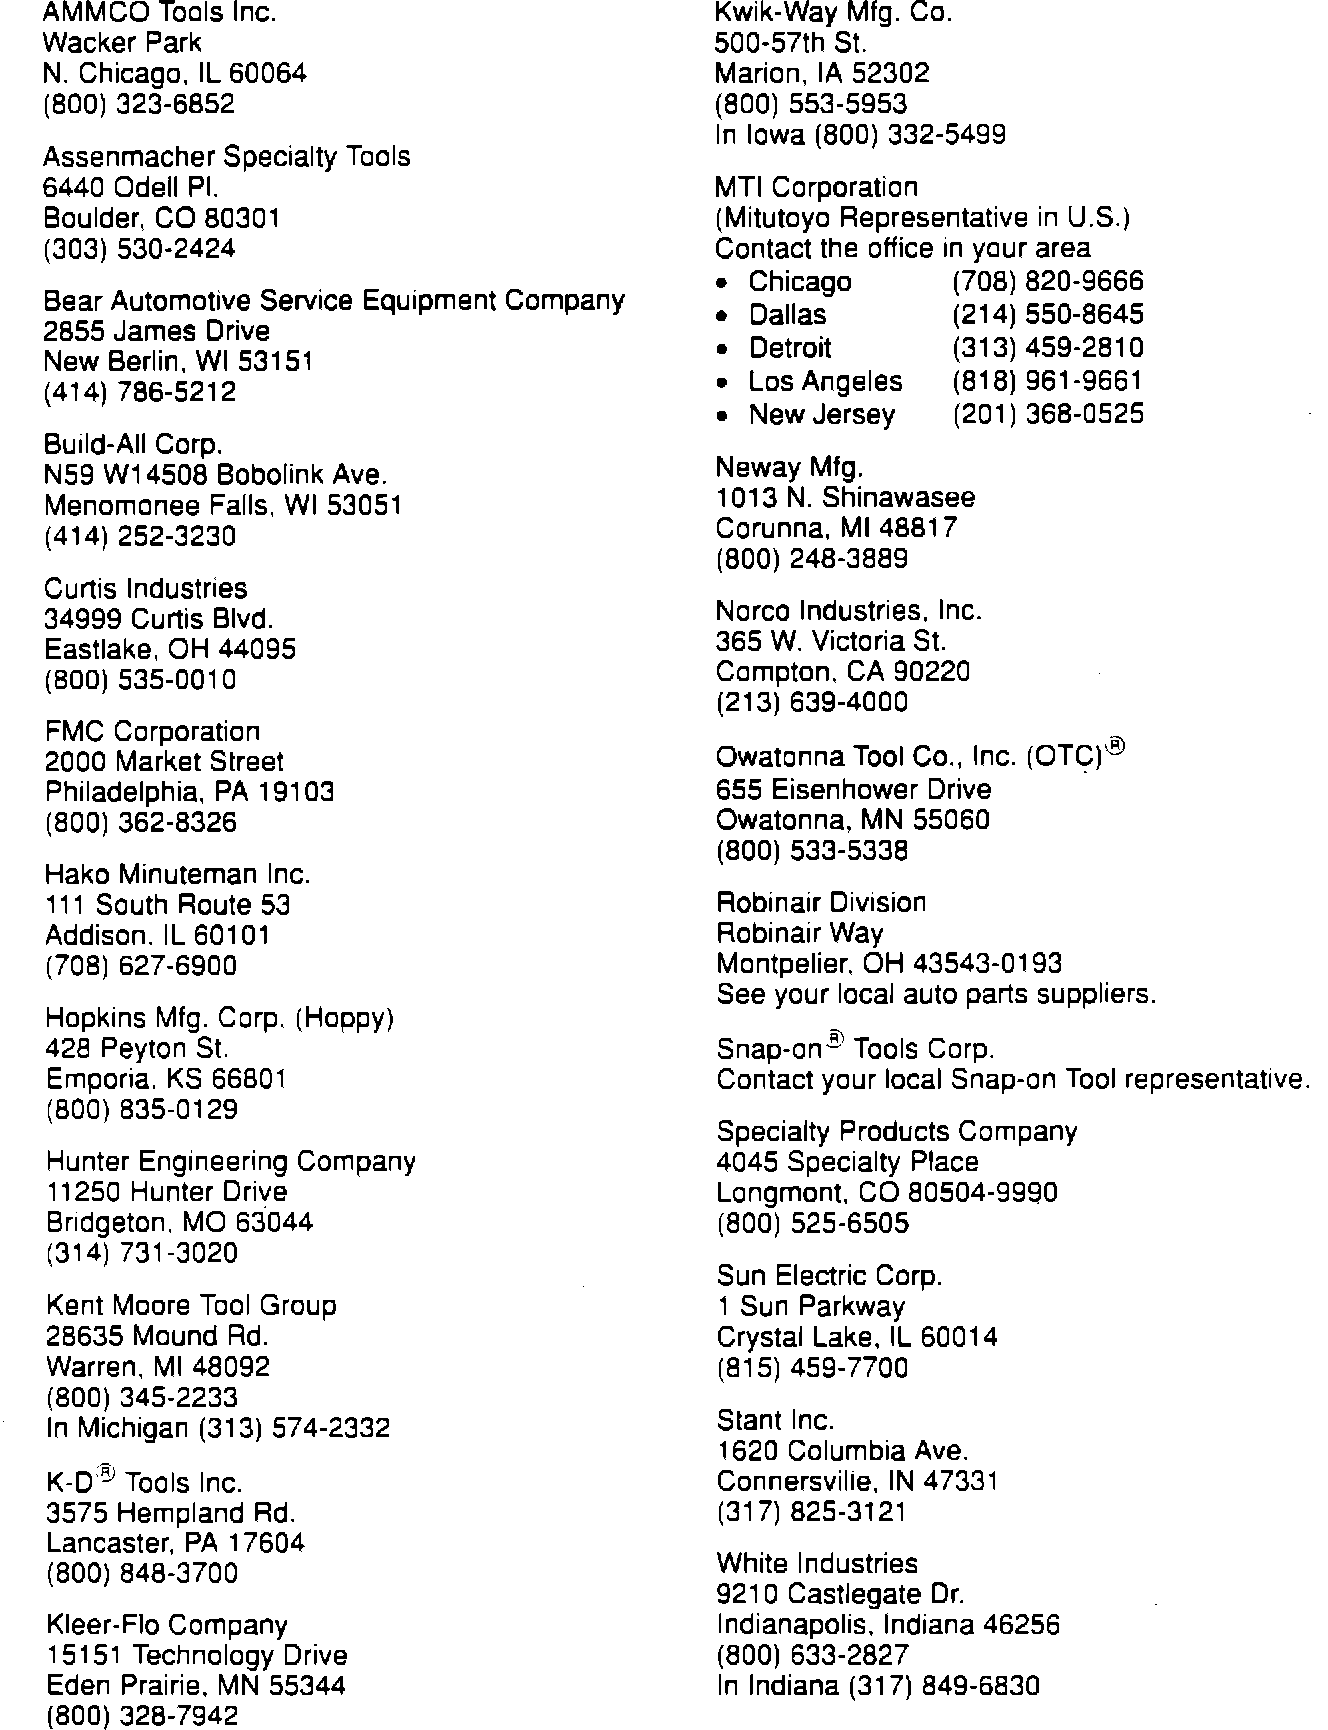 AMMCO Tools Inc.
Wacker Park
N. Chicago, IL 60064
(800) 323-6852
Assenmacher Specialty Tools
6440 Odell Pl.
Boulder, CO 80301
(303) 530-2424
Bear Automotive Service Equipment Company
2855 James Drive
New Berlin, WI 53151
(414) 786-5212
Build-All Corp.
N59 W14508 Bobolink Ave.
Menomonee Falls, WI 53051
(414) 252-3230
Curtis Industries
34999 Curtis Blvd.
Eastlake, OH 44095
(800) 535-0010
FMC Corporation
2000 Market Street
Philadelphia, PA 19103
(800) 362-8326
Hako Minuteman Inc.
111 South Route 53
Addison, IL 60101
(708) 627-6900
Hopkins Mfg. Corp. (Hoppy)
428 Peyton St.
Emporia, KS 66801
(800) 835-0129
Hunter Engineering Company
11250 Hunter Drive
Bridgeton, MO 63044
(314) 731-3020
Kent Moore Tool Group
28635 Mound Rd.
Warren, MI 48092
(800) 345-2233
In Michigan (313) 574-2332
K-D® Tools Inc.
3575 Hempland Rd.
Lancaster, PA 17604
(800) 848-3700
Kleer-Flo Company
15151 Technology Drive
Eden Prairie, MN 55344
(800) 328-7942
Kwik-Way Mfg. Co.
500-57th St.
Marion, IA 52302
(800) 553-5953
In Iowa (800) 332-5499
MTI Corporation
(Mitutoyo Representative in U.S.)
Contact the office in your area
• Chicago (708) 820-9666
• Dallas (214) 550-8645
• Detroit (313) 459-2810
• Los Angeles (818) 961-9661
• New Jersey (201) 368-0525
Neway Mfg.
1013 N. Shinawasee
Corunna, MI 48817
(800) 248-3889
Norco Industries, Inc.
365 W. Victoria St.
Compton, CA 90220
(213) 639-4000
Owatonna Tool Co., Inc. (OTC)®
655 Eisenhower Drive
Owatonna, MN 55060
(800) 533-5338
Robinair Division
Robinair Way
Montpelier, OH 43543-0193
See your local auto parts suppliers.
Snap-on® Tools Corp.
Contact your local Snap-on Tool representative.
Specialty Products Company
4045 Specialty Place
Longmont, CO 80504-9990
(800) 525-6505
Sun Electric Corp.
1 Sun Parkway
Crystal Lake, IL 60014
(815) 459-7700
Stant Inc.
1620 Columbia Ave.
Connersville, IN 47331
(317) 825-3121
White Industries
9210 Castlegate Dr.
Indianapolis, Indiana 46256
(800) 633-2827
In Indiana (317) 849-6830